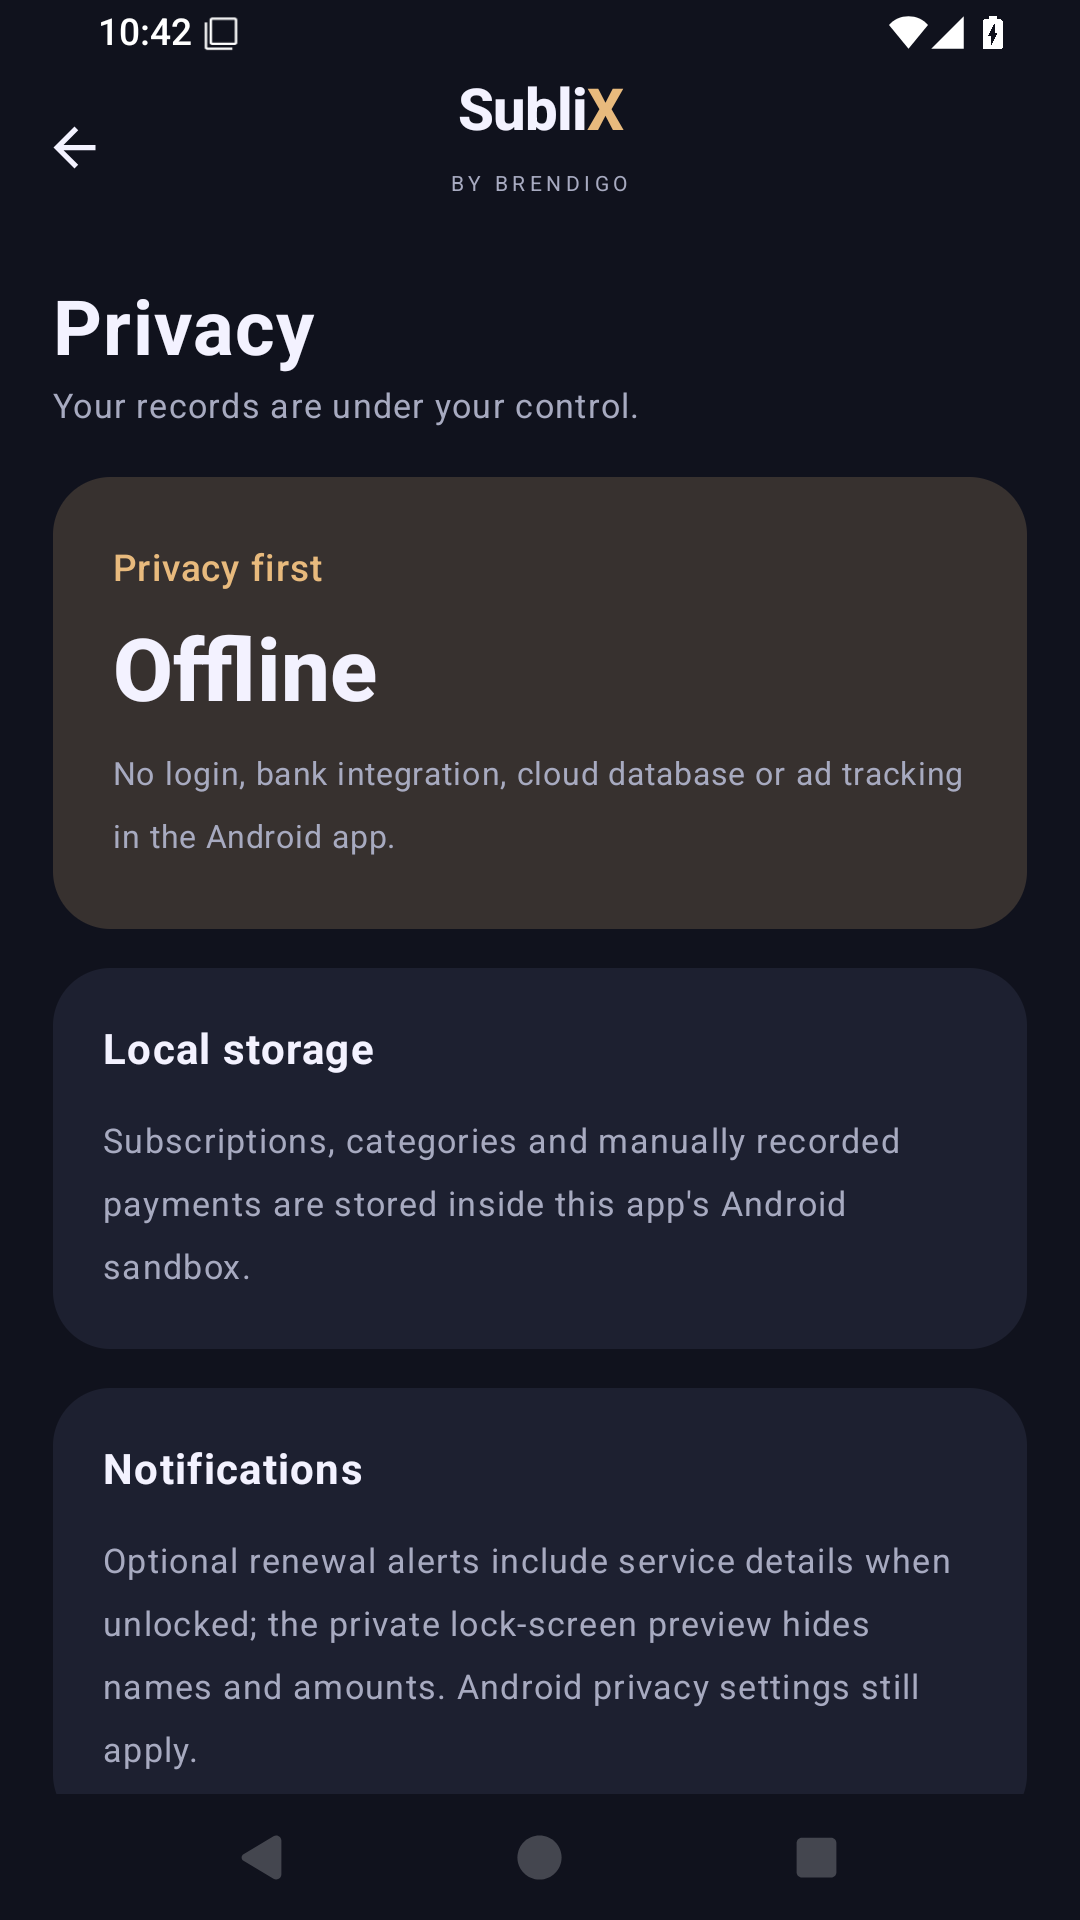 10:42
SubliX
BY BRENDIGO
Privacy
Your records are under your control.
Privacy first
Offline
No login, bank integration, cloud database or ad tracking
in the Android app.
Local storage
Subscriptions, categories and manually recorded
payments are stored inside this app's Android
sandbox.
Notifications
Optional renewal alerts include service details when
unlocked; the private lock-screen preview hides
names and amounts. Android privacy settings still
apply.